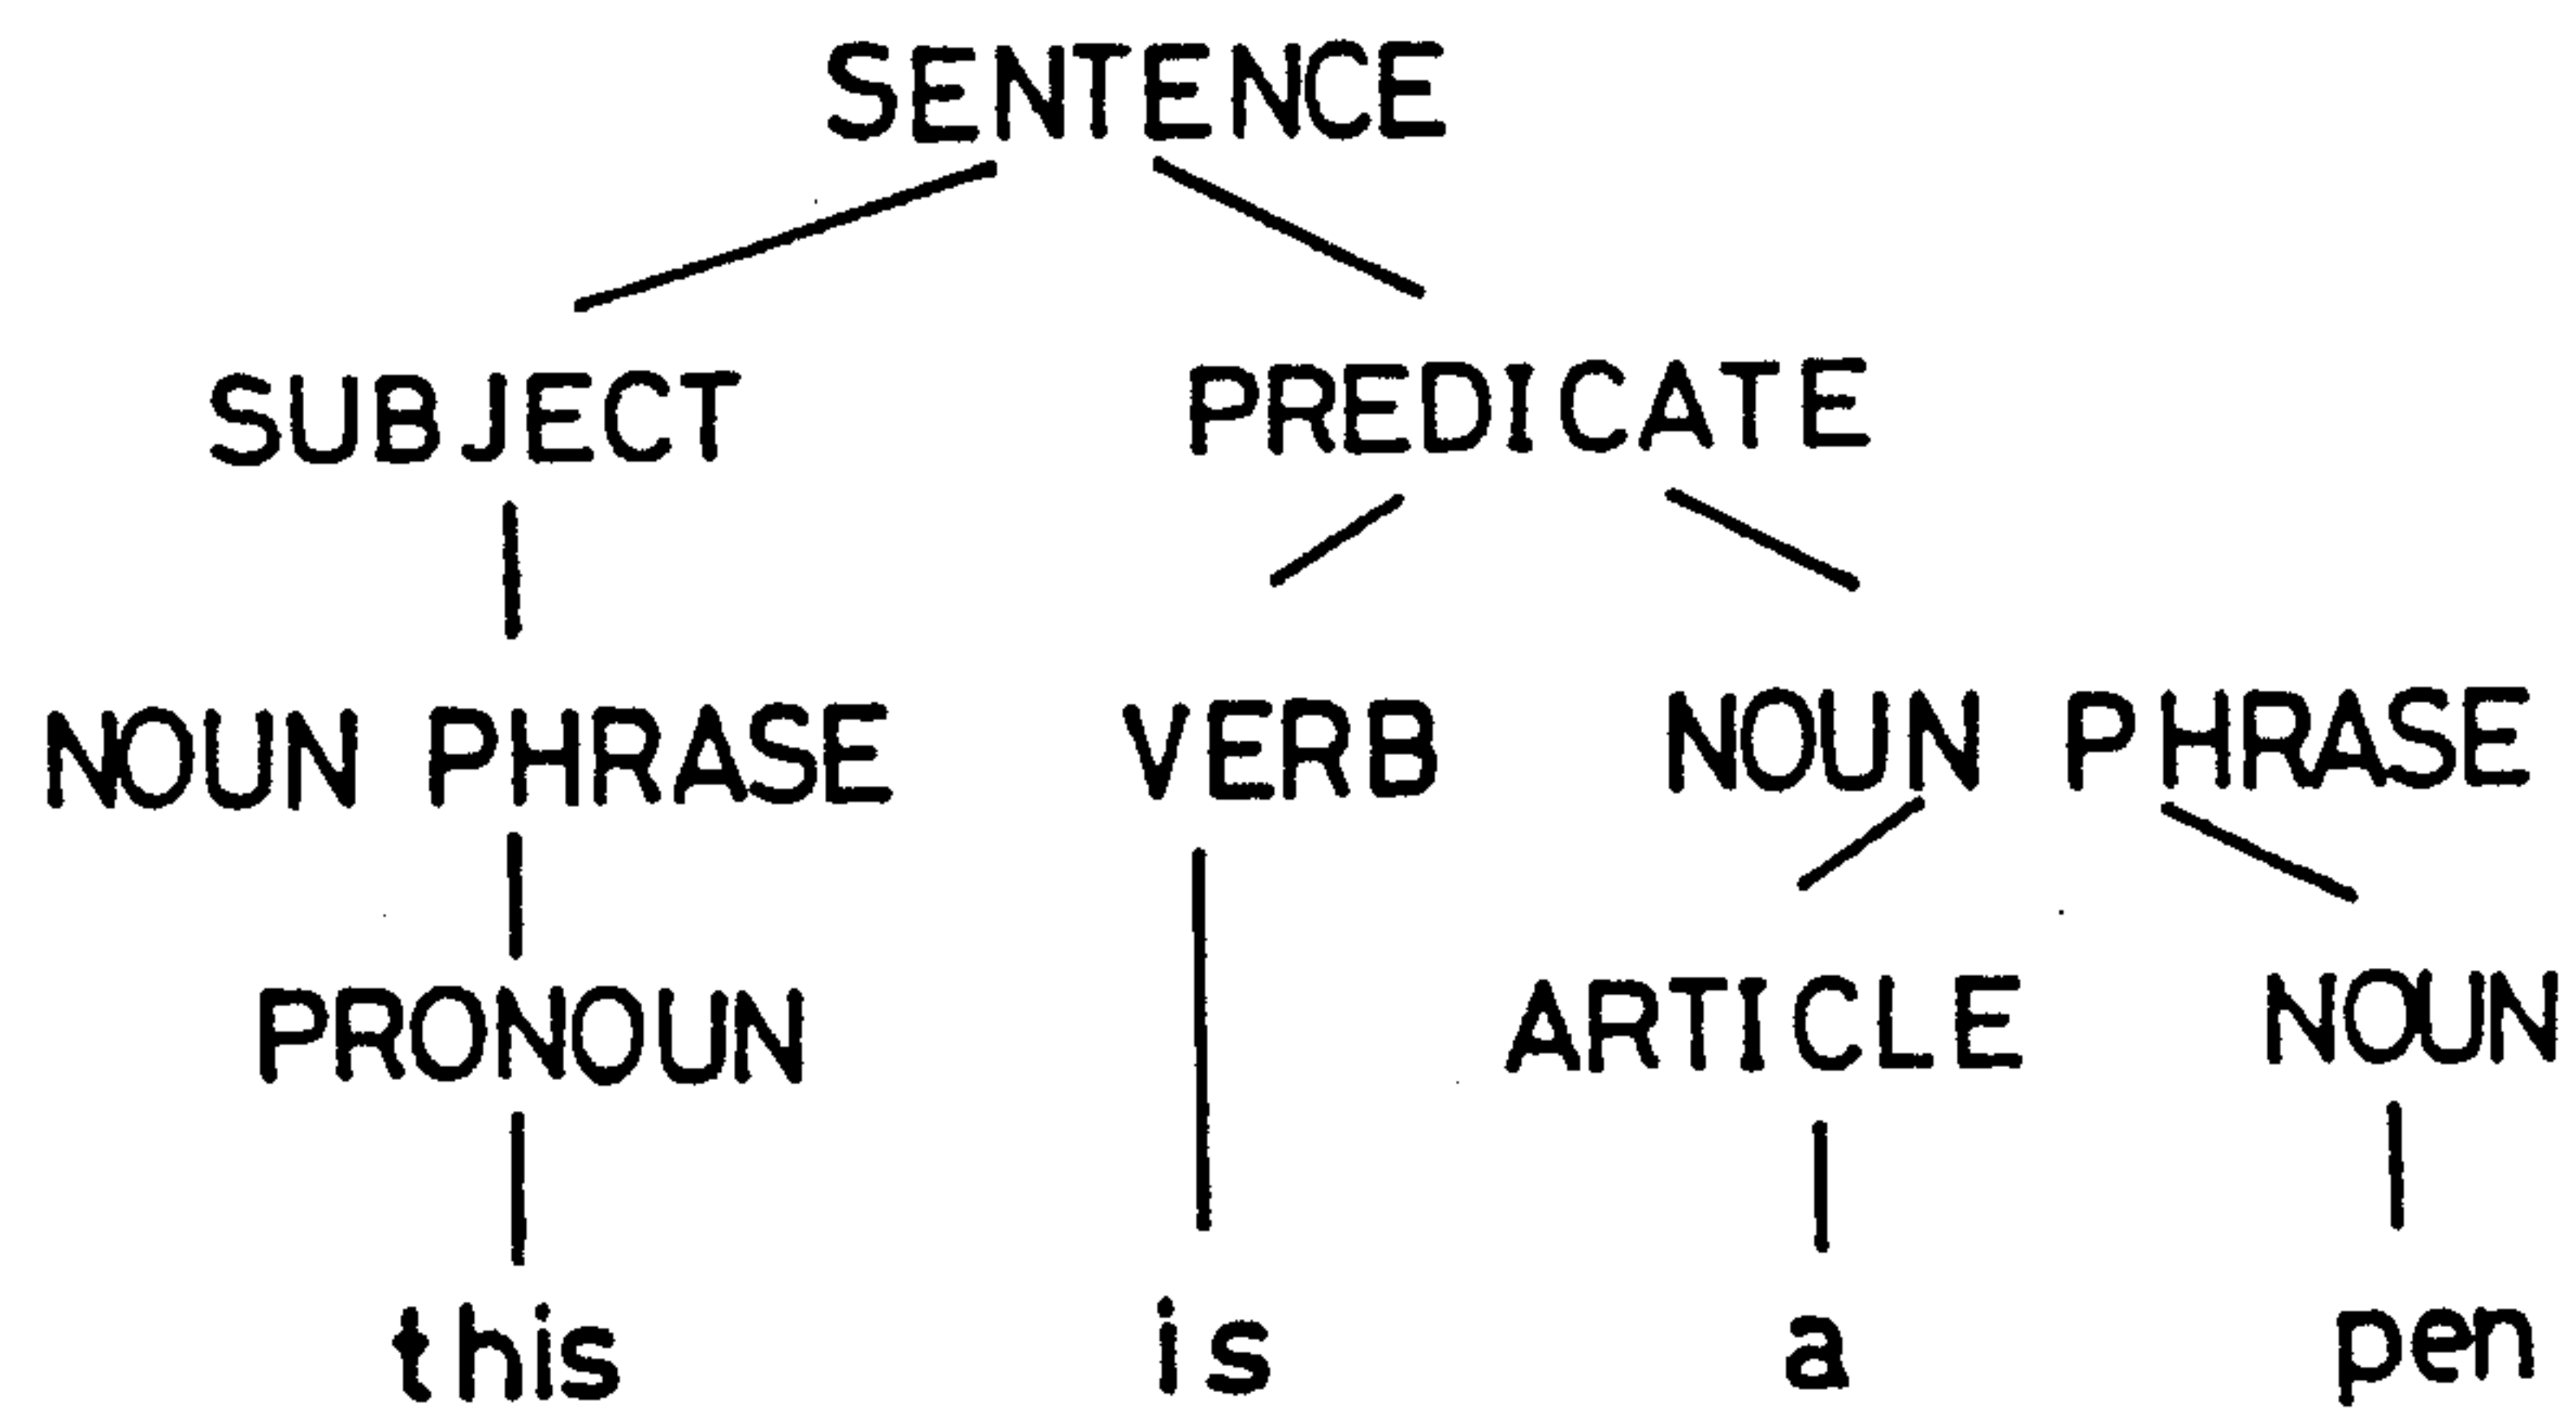 SENTENCE
SUBJECT PREDICATE
NOUN PHRASE VERB NOUN PHRASE
PRONOUN ARTICLE NOUN
this is a pen